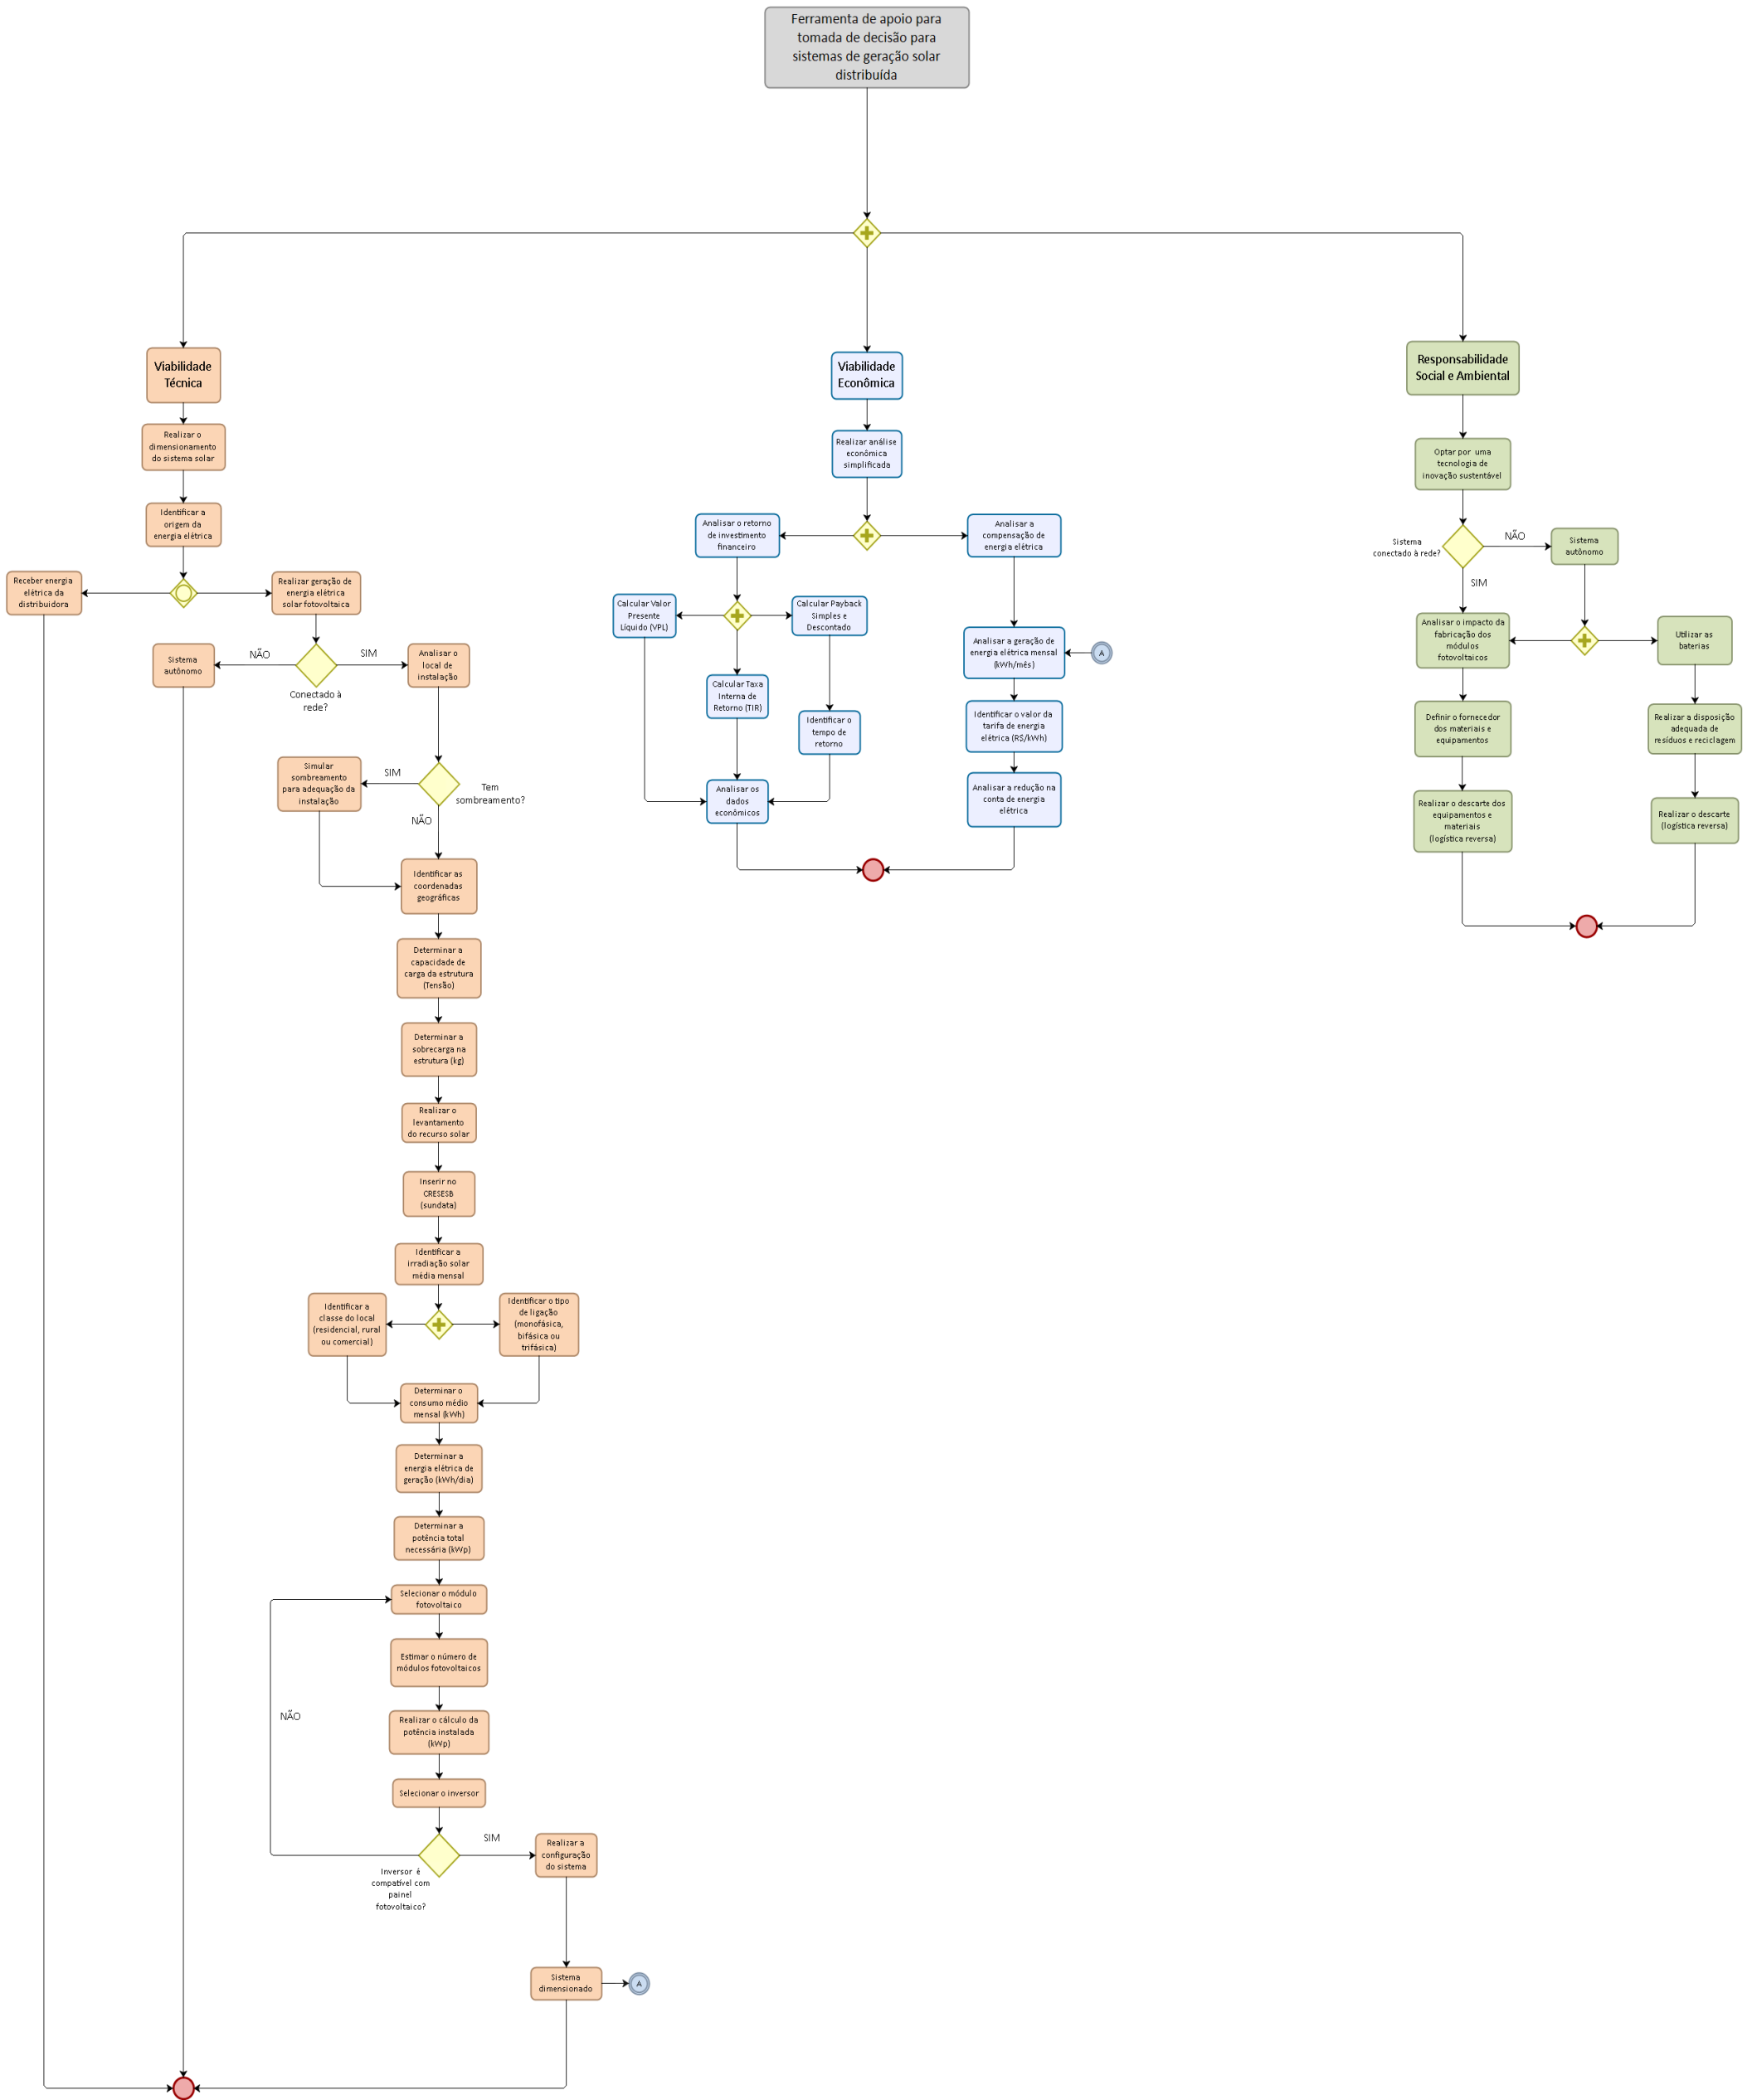 Ferramenta de apoio para
tomada de decisão para
sistemas de geração solar
distribuída
Viabilidade
Técnica
Realizar o
dimensionamento
do sistema solar
Identificar a
origem da
energia elétrica
Receber energia
elétrica da
distribuidora
Realizar geração de
energia elétrica
solar fotovoltaica
Sistema
autônomo
NÃO
SIM
Conectado à
rede?
Analisar o
local de
instalação
Simular
sombreamento
para adequação da
instalação
SIM
Tem
sombreamento?
NÃO
Identificar as
coordenadas
geográficas
Determinar a
capacidade de
carga da estrutura
(Tensão)
Determinar a
sobrecarga na
estrutura (kg)
Realizar o
levantamento
do recurso solar
Inserir no
CRESESB
(sundata)
Identificar a
irradiação solar
média mensal
Identificar a
classe do local
(residencial, rural
ou comercial)
Identificar o tipo
de ligação
(monofásica,
bifásica ou
trifásica)
Determinar o
consumo médio
mensal (kWh)
Determinar a
energia elétrica de
geração (kWh/dia)
Determinar a
potência total
necessária (kWp)
Selecionar o módulo
fotovoltaico
Estimar o número de
módulos fotovoltaicos
NÃO
Realizar o cálculo da
potência instalada
(kWp)
Selecionar o inversor
SIM
Inversor é
compatível com
painel
fotovoltaico?
Realizar a
configuração
do sistema
Sistema
dimensionado
A
Viabilidade
Econômica
Realizar análise
econômica
simplificada
Analisar o retorno
de investimento
financeiro
Analisar a
compensação de
energia elétrica
Calcular Valor
Presente
Líquido (VPL)
Calcular Payback
Simples e
Descontado
Calcular Taxa
Interna de
Retorno (TIR)
Identificar o
tempo de
retorno
Analisar os
dados
econômicos
Analisar a geração de
energia elétrica mensal
(kWh/mês)
A
Identificar o valor da
tarifa de energia
elétrica (R$/kWh)
Analisar a redução na
conta de energia
elétrica
Responsabilidade
Social e Ambiental
Optar por uma
tecnologia de
inovação sustentável
Sistema
conectado à rede?
NÃO
Sistema
autônomo
SIM
Analisar o impacto da
fabricação dos
módulos
fotovoltaicos
Utilizar as
baterias
Definir o fornecedor
dos materiais e
equipamentos
Realizar a disposição
adequada de
resíduos e reciclagem
Realizar o descarte dos
equipamentos e
materiais
(logística reversa)
Realizar o descarte
(logística reversa)